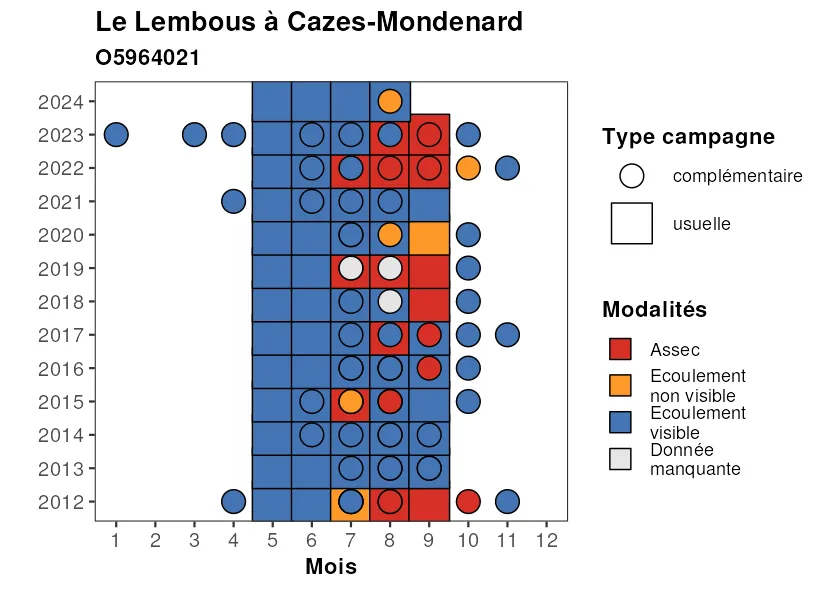 Le Lembous à Cazes-Mondenard
O5964021
2024
2023
2022
2021
2020
2019
2018
2017
2016
2015
2014
2013
2012
1 2 3 4 5 6 7 8 9 10 11 12
Mois
Type campagne
complémentaire
usuelle
Modalités
Assec
Ecoulement
non visible
Ecoulement
visible
Donnée
manquante